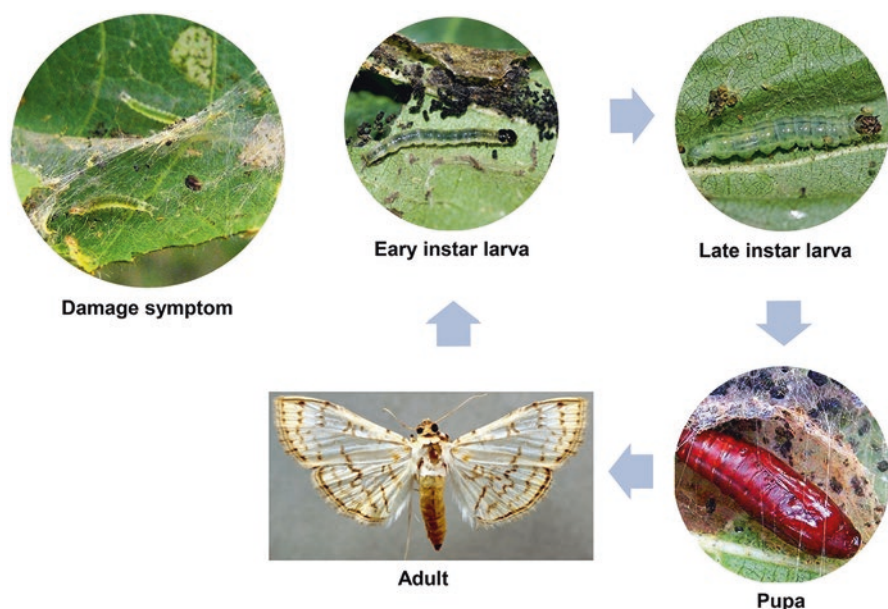 Eary instar larva
Late instar larva
Damage symptom
Adult
Pupa